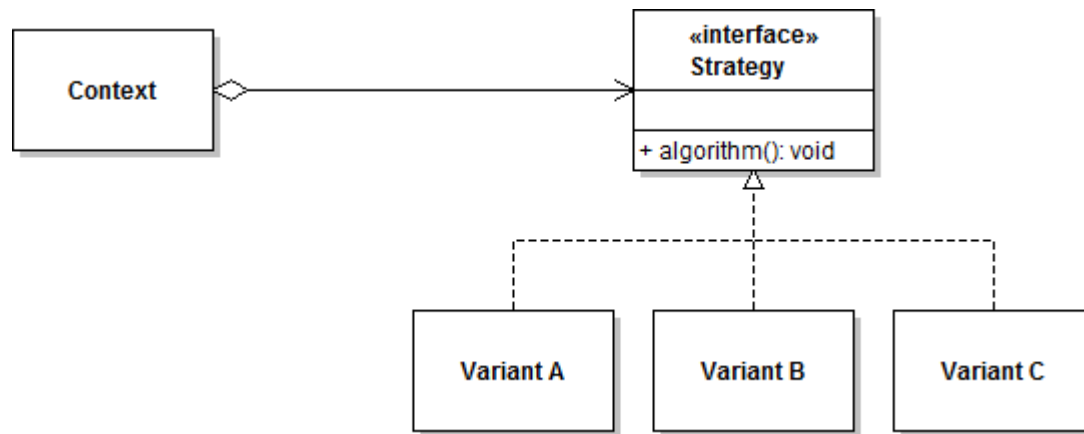 «interface»
Strategy
Context
+ algorithm(): void
Variant A
Variant B
Variant C